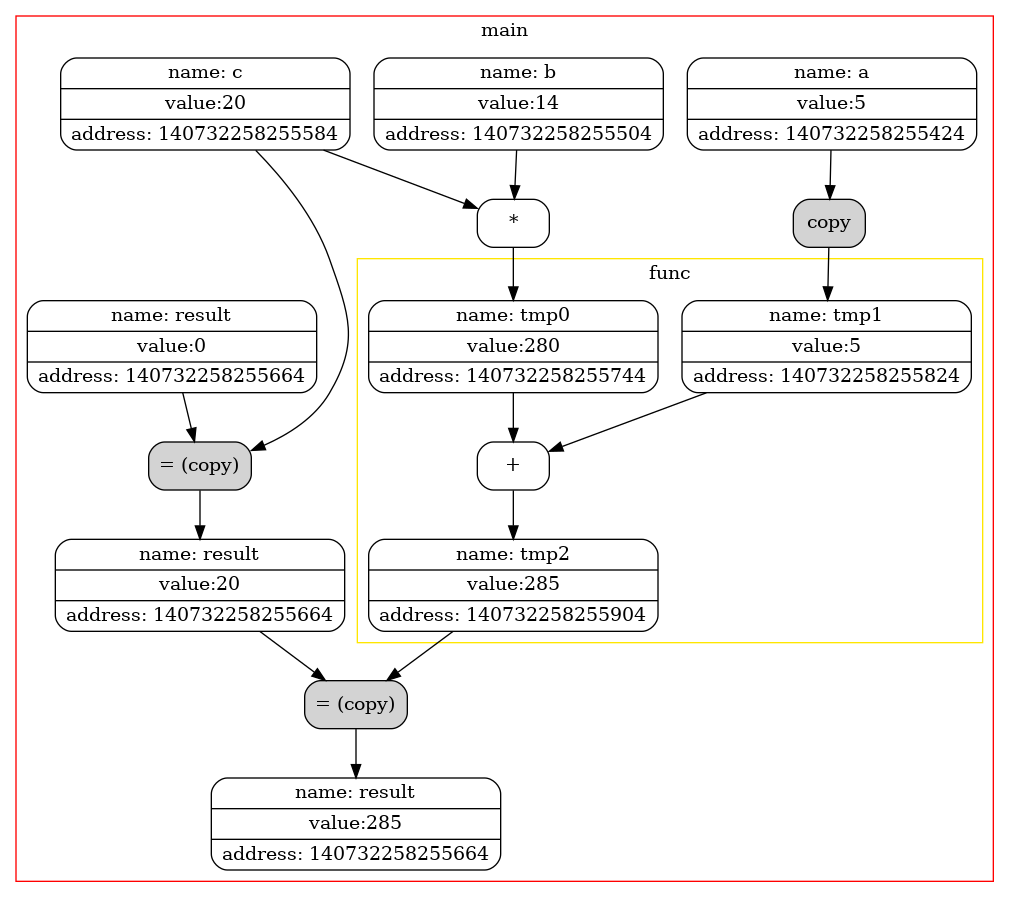 main
name: c
value:20
address: 140732258255584
name: b
value:14
address: 140732258255504
name: a
value:5
address: 140732258255424
*
copy
func
name: result
value:0
address: 140732258255664
name: tmp0
value:280
address: 140732258255744
name: tmp1
value:5
address: 140732258255824
= (copy)
+
name: result
value:20
address: 140732258255664
name: tmp2
value:285
address: 140732258255904
= (copy)
name: result
value:285
address: 140732258255664